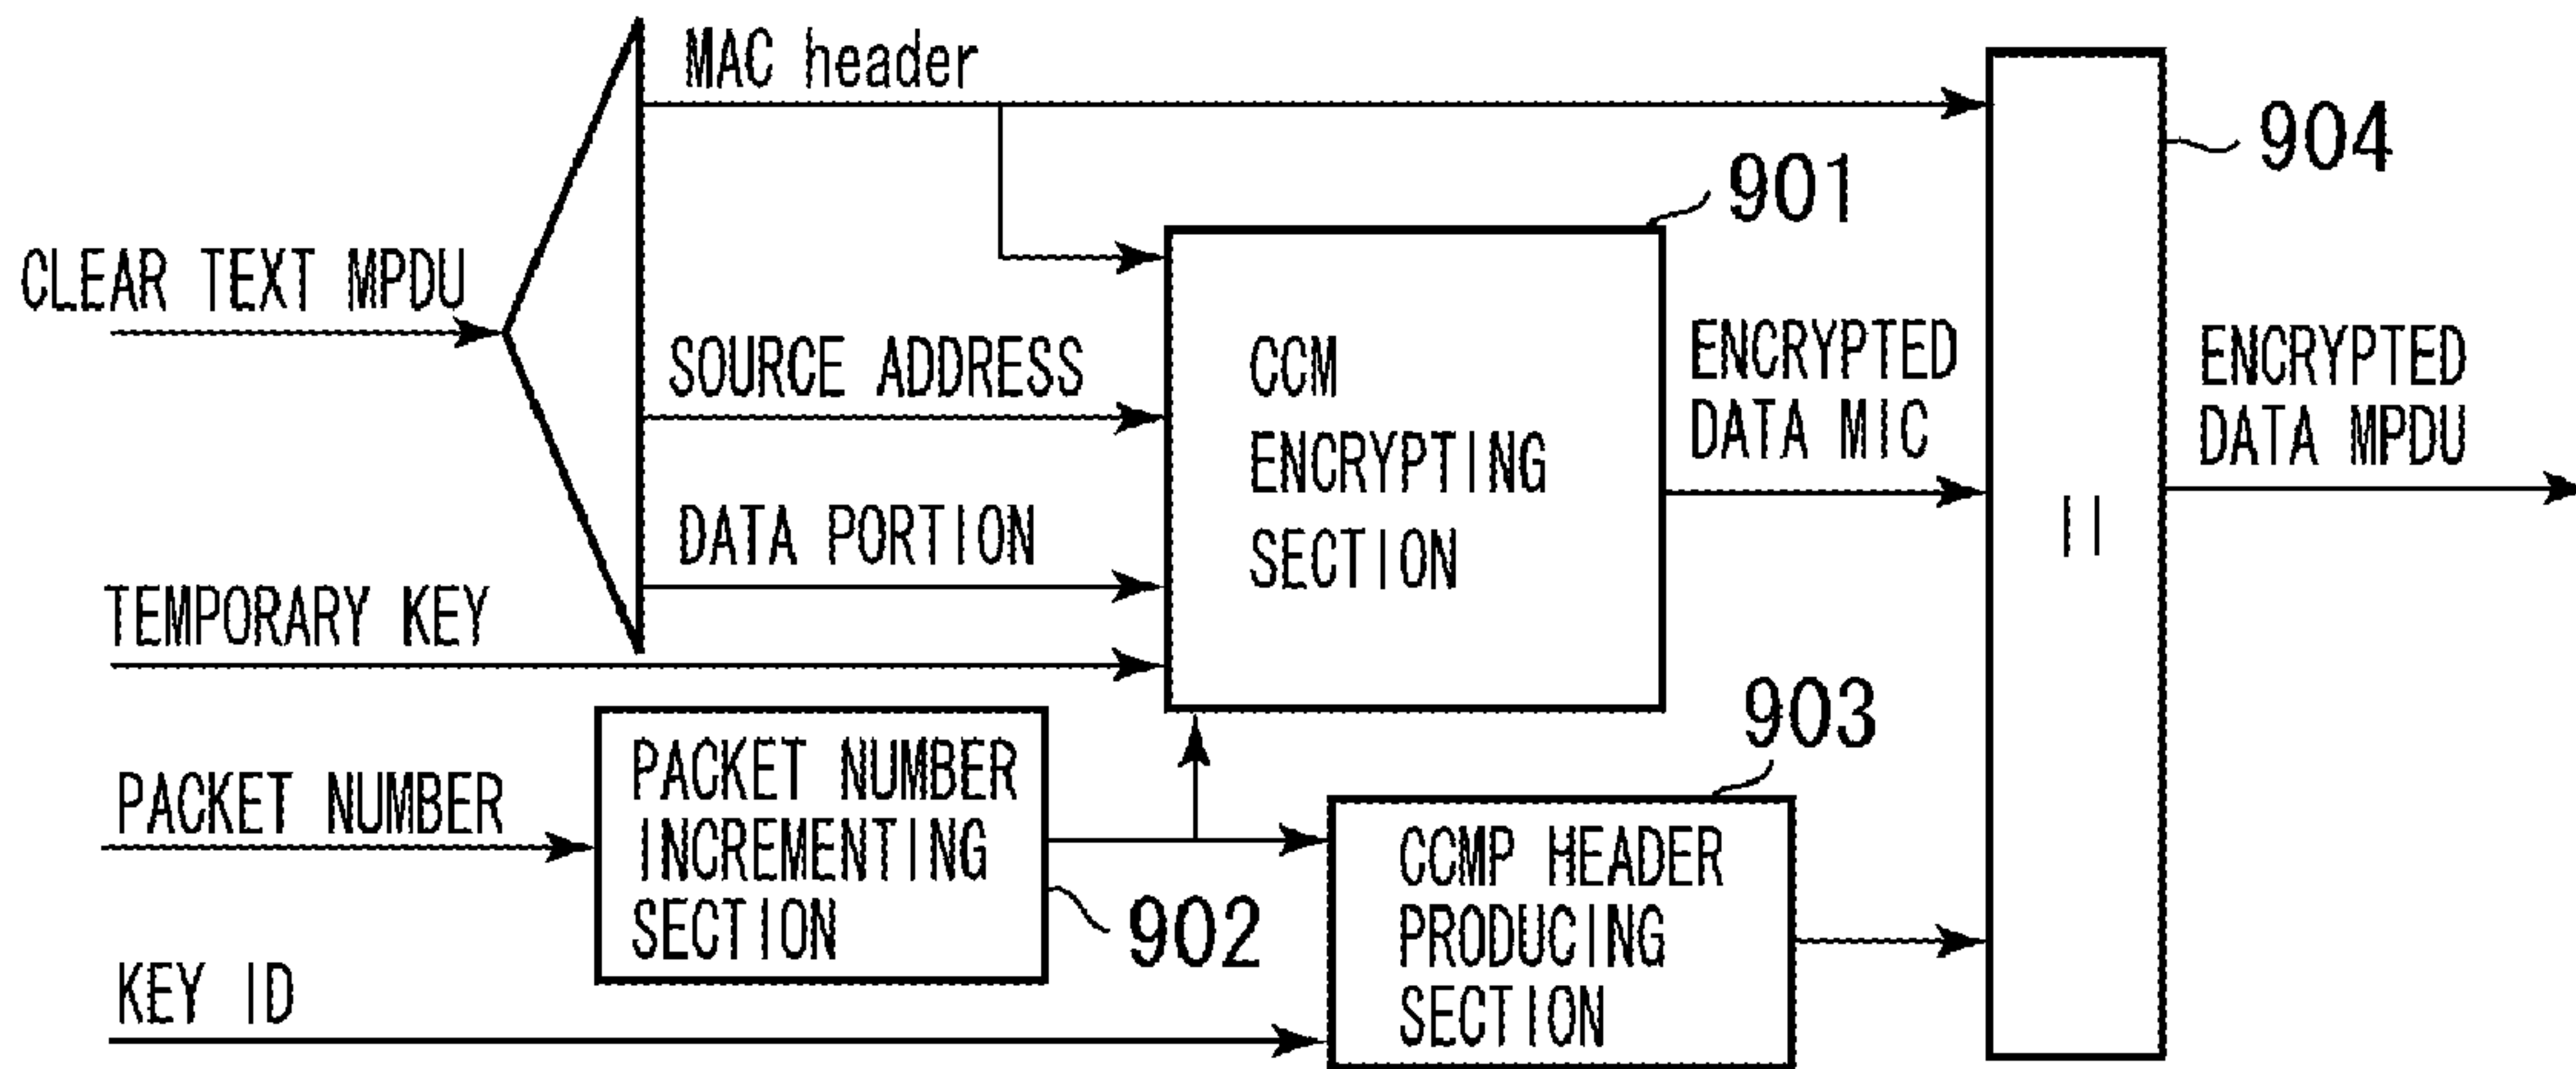 MAC header
904
901
CLEAR TEXT MPDU
SOURCE ADDRESS
CCM
ENCRYPTING
SECTION
ENCRYPTED
DATA MIC
ENCRYPTED
DATA MPDU
||
DATA PORTION
TEMPORARY KEY
903
PACKET NUMBER
PACKET NUMBER
INCREMENTING
SECTION
902
CCMP HEADER
PRODUCING
SECTION
KEY ID